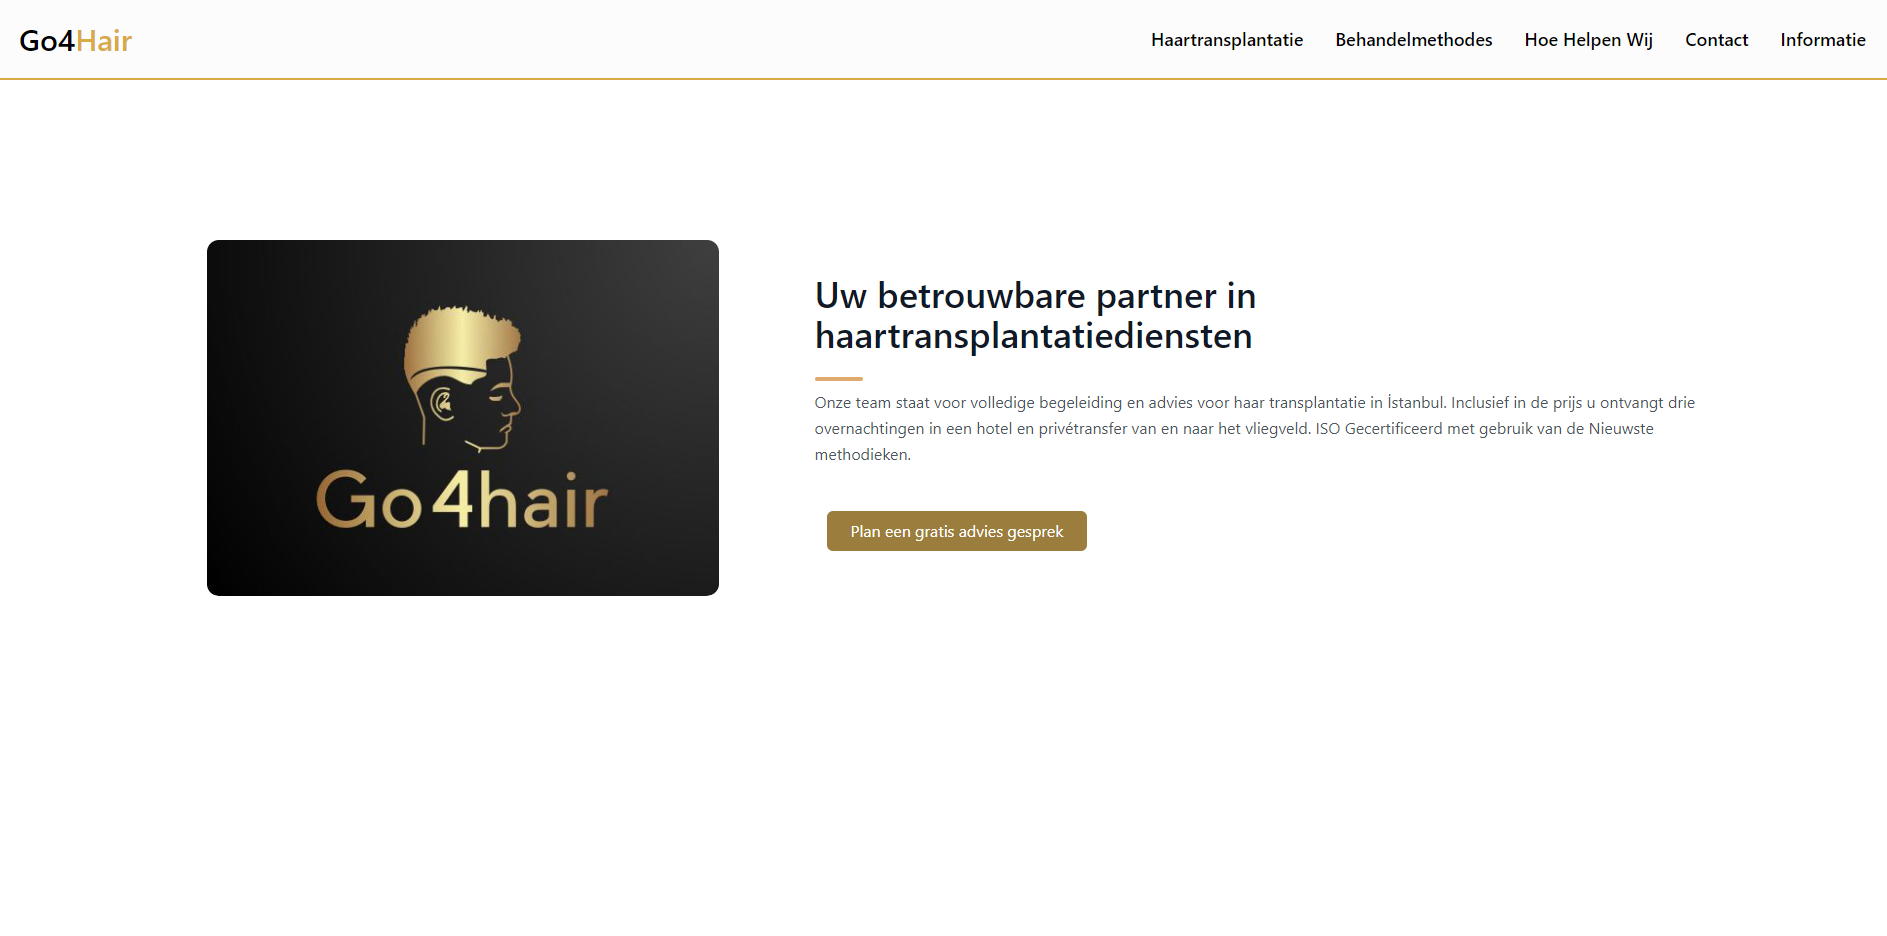 Go4Hair
Haartransplantatie
Behandelmethodes
Hoe Helpen Wij
Contact
Informatie
Go4hair
Uw betrouwbare partner in
haartransplantatiediensten
Onze team staat voor volledige begeleiding en advies voor haar transplantatie in İstanbul. Inclusief in de prijs u ontvangt drie
overnachtingen in een hotel en privétransfer van en naar het vliegveld. ISO Gecertificeerd met gebruik van de Nieuwste
methodieken.
Plan een gratis advies gesprek